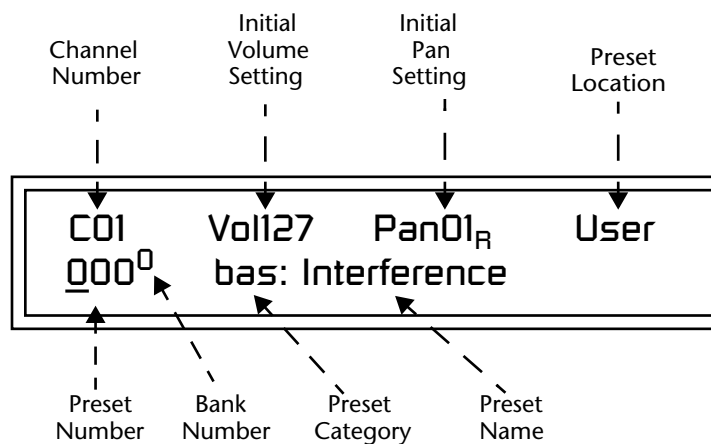 Channel
Number
Initial
Volume
Setting
Initial
Pan
Setting
Preset
Location
C01 Vol127 Pan01R User
000⁰ bas: Interference
Preset
Number
Bank
Number
Preset
Category
Preset
Name